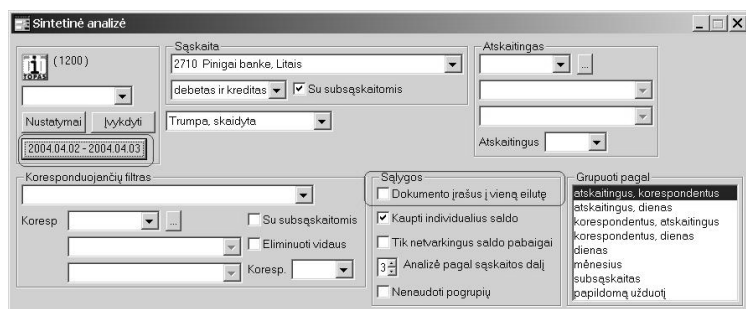 Sintetinė analizė
(1200)
TOPAS
Nustatymai Įvykdyti
2004.04.02 - 2004.04.03
Sąskaita
2710 Pinigai banke, Litais
debetas ir kreditas Su subsąskaitomis
Trumpa, skaidyta
Atskaitingas
...
Atskaitingus
Koresponduojančių filtras
Koresp ... Su subsąskaitomis
Eliminuoti vidaus
Koresp.
Sąlygos
Dokumento įrašus į vieną eilutę
Kaupti individualius saldo
Tik netvarkingus saldo pabaigai
3 Analizė pagal sąskaitos dalį
Nenaudoti pogrupių
Grupuoti pagal
atskaitingus, korespondentus
atskaitingus, dienas
korespondentus, atskaitingus
korespondentus, dienas
dienas
mėnesius
subsąskaitas
papildomą užduotį